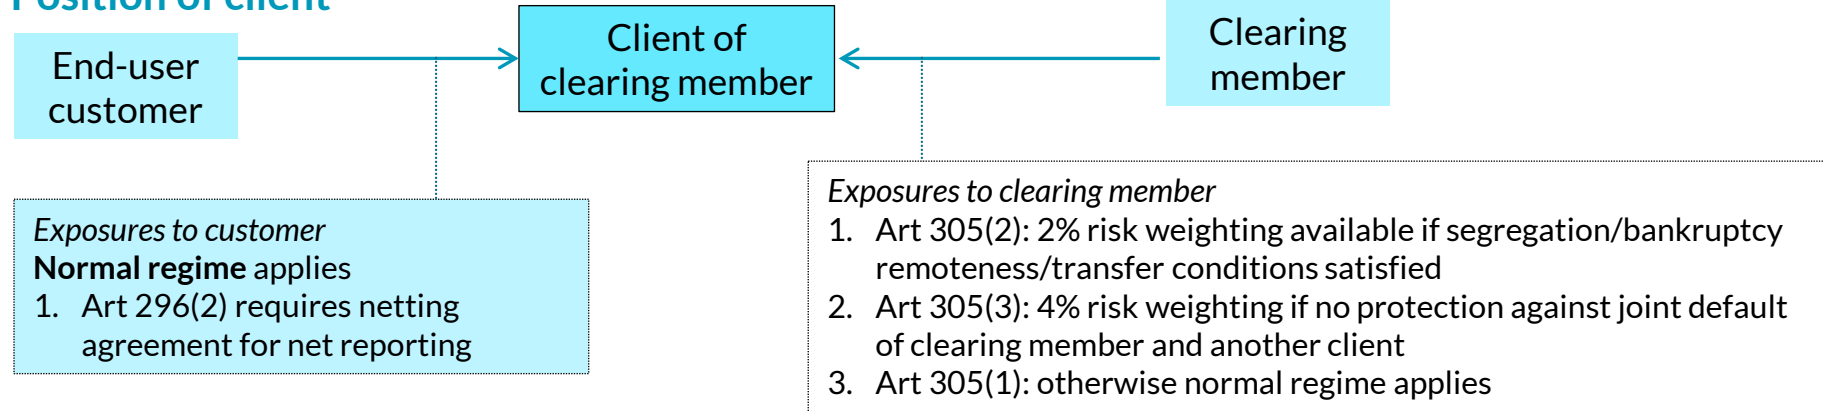 Position of client
End-user
customer
Client of
clearing member
Clearing
member
Exposures to customer
Normal regime applies
1. Art 296(2) requires netting
agreement for net reporting
Exposures to clearing member
1. Art 305(2): 2% risk weighting available if segregation/bankruptcy
remoteness/transfer conditions satisfied
2. Art 305(3): 4% risk weighting if no protection against joint default
of clearing member and another client
3. Art 305(1): otherwise normal regime applies